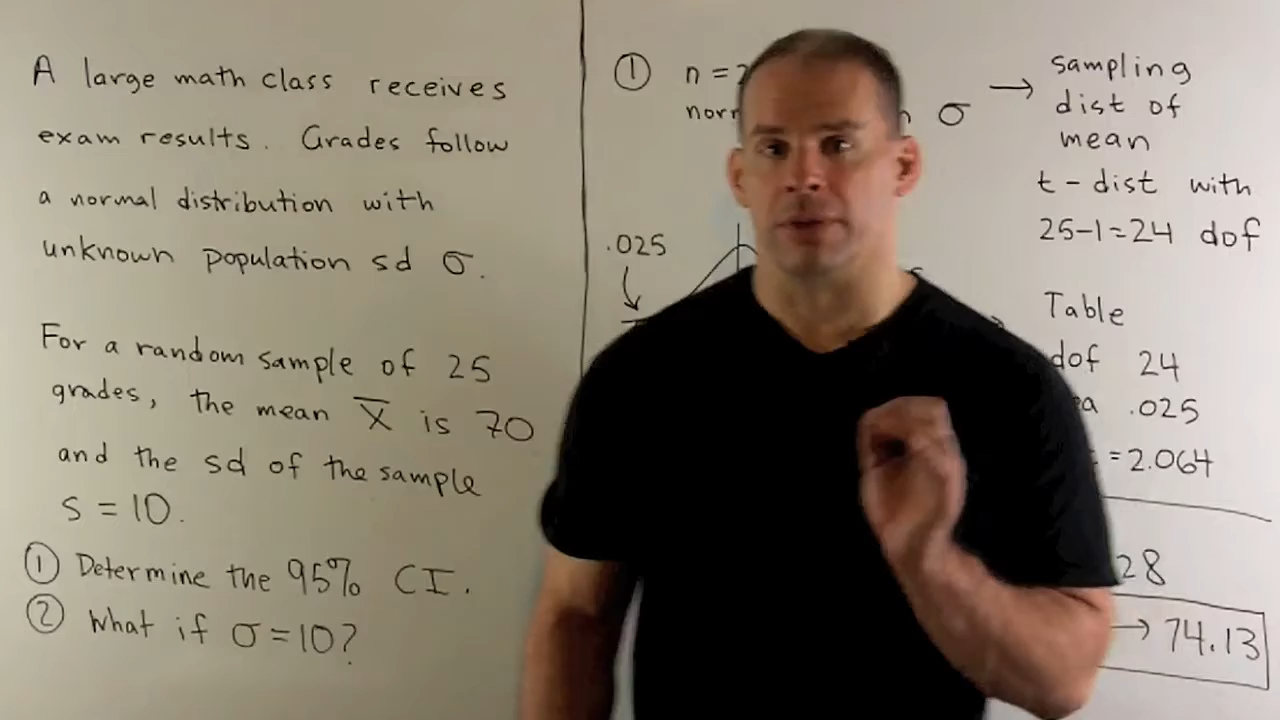 A large math class receives
exam results. Grades follow
a normal distribution with
unknown population sd σ.
For a random sample of 25
grades, the mean X̄ is 70
and the sd of the sample
s = 10.
① Determine the 95% CI.
② What if σ = 10?
① n =
σ → sampling
dist of
mean
t - dist with
25-1=24 dof
.025
Table
dof 24
.025
= 2.064
28
→ 74.13